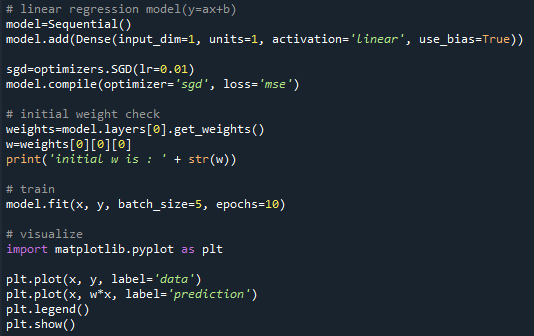 # linear regression model(y=ax+b)
model=Sequential()
model.add(Dense(input_dim=1, units=1, activation='linear', use_bias=True))
sgd=optimizers.SGD(lr=0.01)
model.compile(optimizer='sgd', loss='mse')
# initial weight check
weights=model.layers[0].get_weights()
w=weights[0][0][0]
print('initial w is : ' + str(w))
# train
model.fit(x, y, batch_size=5, epochs=10)
# visualize
import matplotlib.pyplot as plt
plt.plot(x, y, label='data')
plt.plot(x, w*x, label='prediction')
plt.legend()
plt.show()